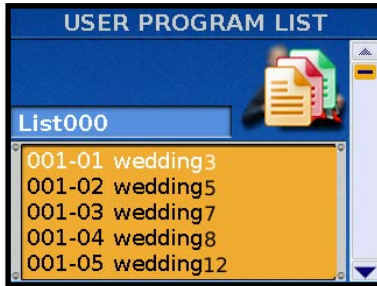 USER PROGRAM LIST
List000
001-01 wedding3
001-02 wedding5
001-03 wedding7
001-04 wedding8
001-05 wedding12